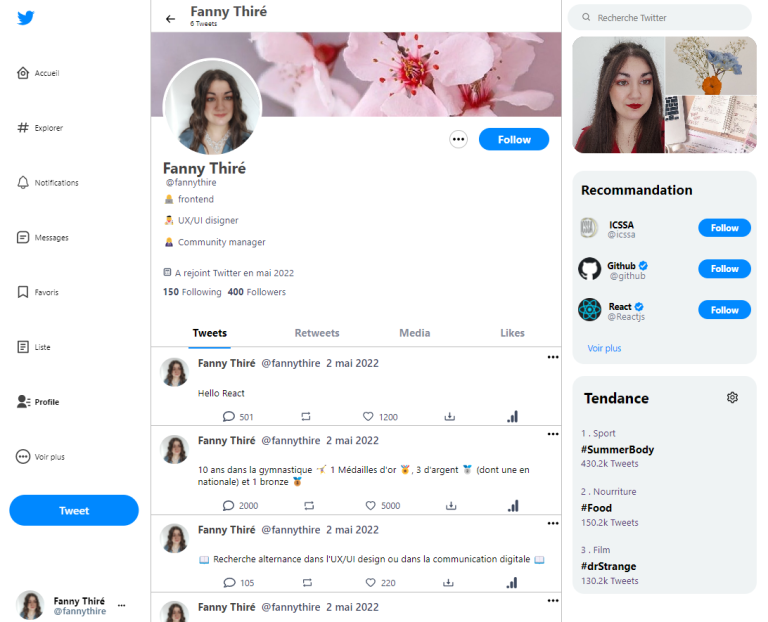 Accueil
Explorer
Notifications
Messages
Favoris
Liste
Profile
Voir plus
Tweet
Fanny Thiré
@fannythire
...
Fanny Thiré
6 Tweets
Follow
Fanny Thiré
@fannythire
frontend
UX/UI disigner
Community manager
A rejoint Twitter en mai 2022
150 Following 400 Followers
Tweets Retweets Media Likes
Fanny Thiré @fannythire 2 mai 2022
Hello React
501 1200
Fanny Thiré @fannythire 2 mai 2022
10 ans dans la gymnastique 🤸 1 Médailles d'or 🥇, 3 d'argent 🥈 (dont une en
nationale) et 1 bronze 🥉
2000 5000
Fanny Thiré @fannythire 2 mai 2022
📖 Recherche alternance dans l'UX/UI design ou dans la communication digitale 📖
105 220
Fanny Thiré @fannythire 2 mai 2022
Recherche Twitter
Recommandation
ICSSA
@icssa
Follow
Github
@github
Follow
React
@Reactjs
Follow
Voir plus
Tendance
1 . Sport
#SummerBody
430.2k Tweets
2 . Nourriture
#Food
150.2k Tweets
3 . Film
#drStrange
130.2k Tweets